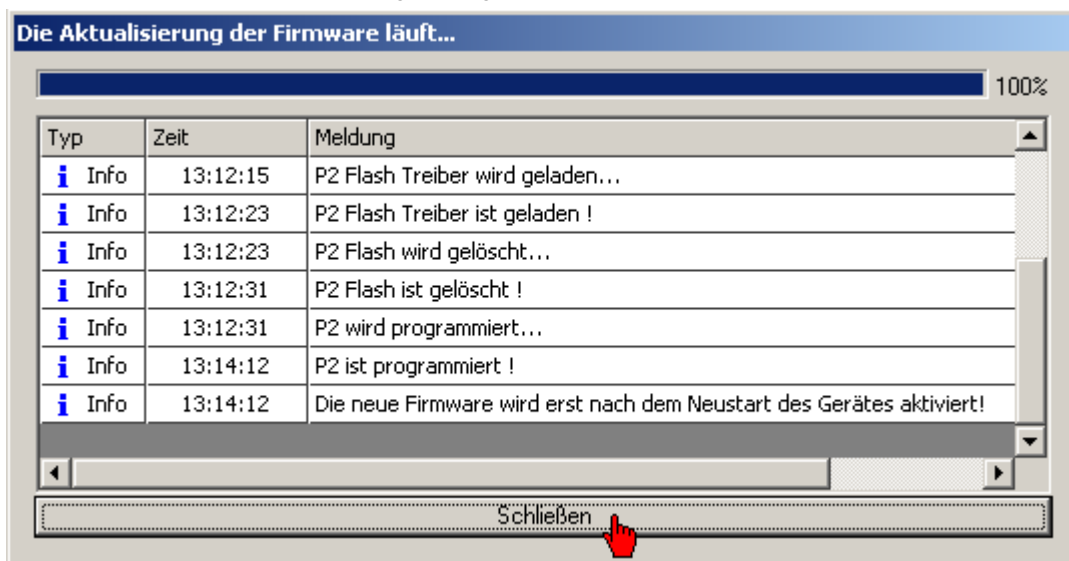 Die Aktualisierung der Firmware läuft...
100%
Typ Zeit Meldung
Info 13:12:15 P2 Flash Treiber wird geladen...
Info 13:12:23 P2 Flash Treiber ist geladen !
Info 13:12:23 P2 Flash wird gelöscht...
Info 13:12:31 P2 Flash ist gelöscht !
Info 13:12:31 P2 wird programmiert...
Info 13:14:12 P2 ist programmiert !
Info 13:14:12 Die neue Firmware wird erst nach dem Neustart des Gerätes aktiviert!
Schließen